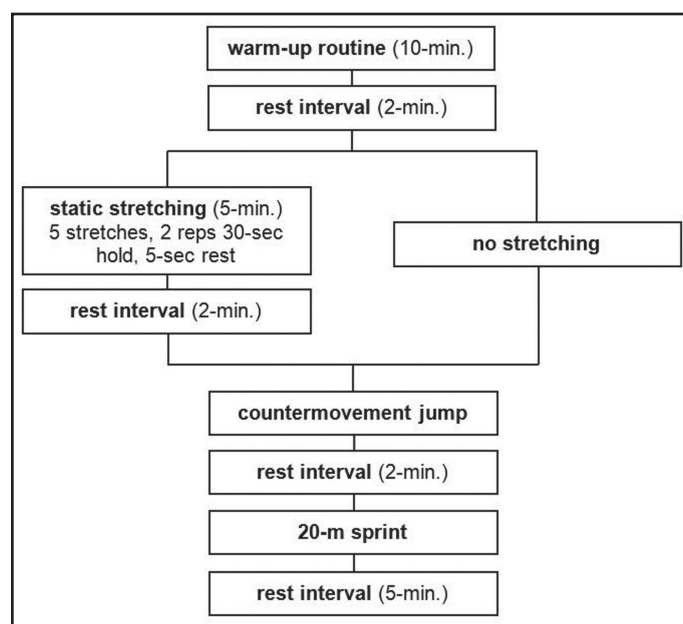 warm-up routine (10-min.)
rest interval (2-min.)
static stretching (5-min.)
5 stretches, 2 reps 30-sec
hold, 5-sec rest
no stretching
rest interval (2-min.)
countermovement jump
rest interval (2-min.)
20-m sprint
rest interval (5-min.)